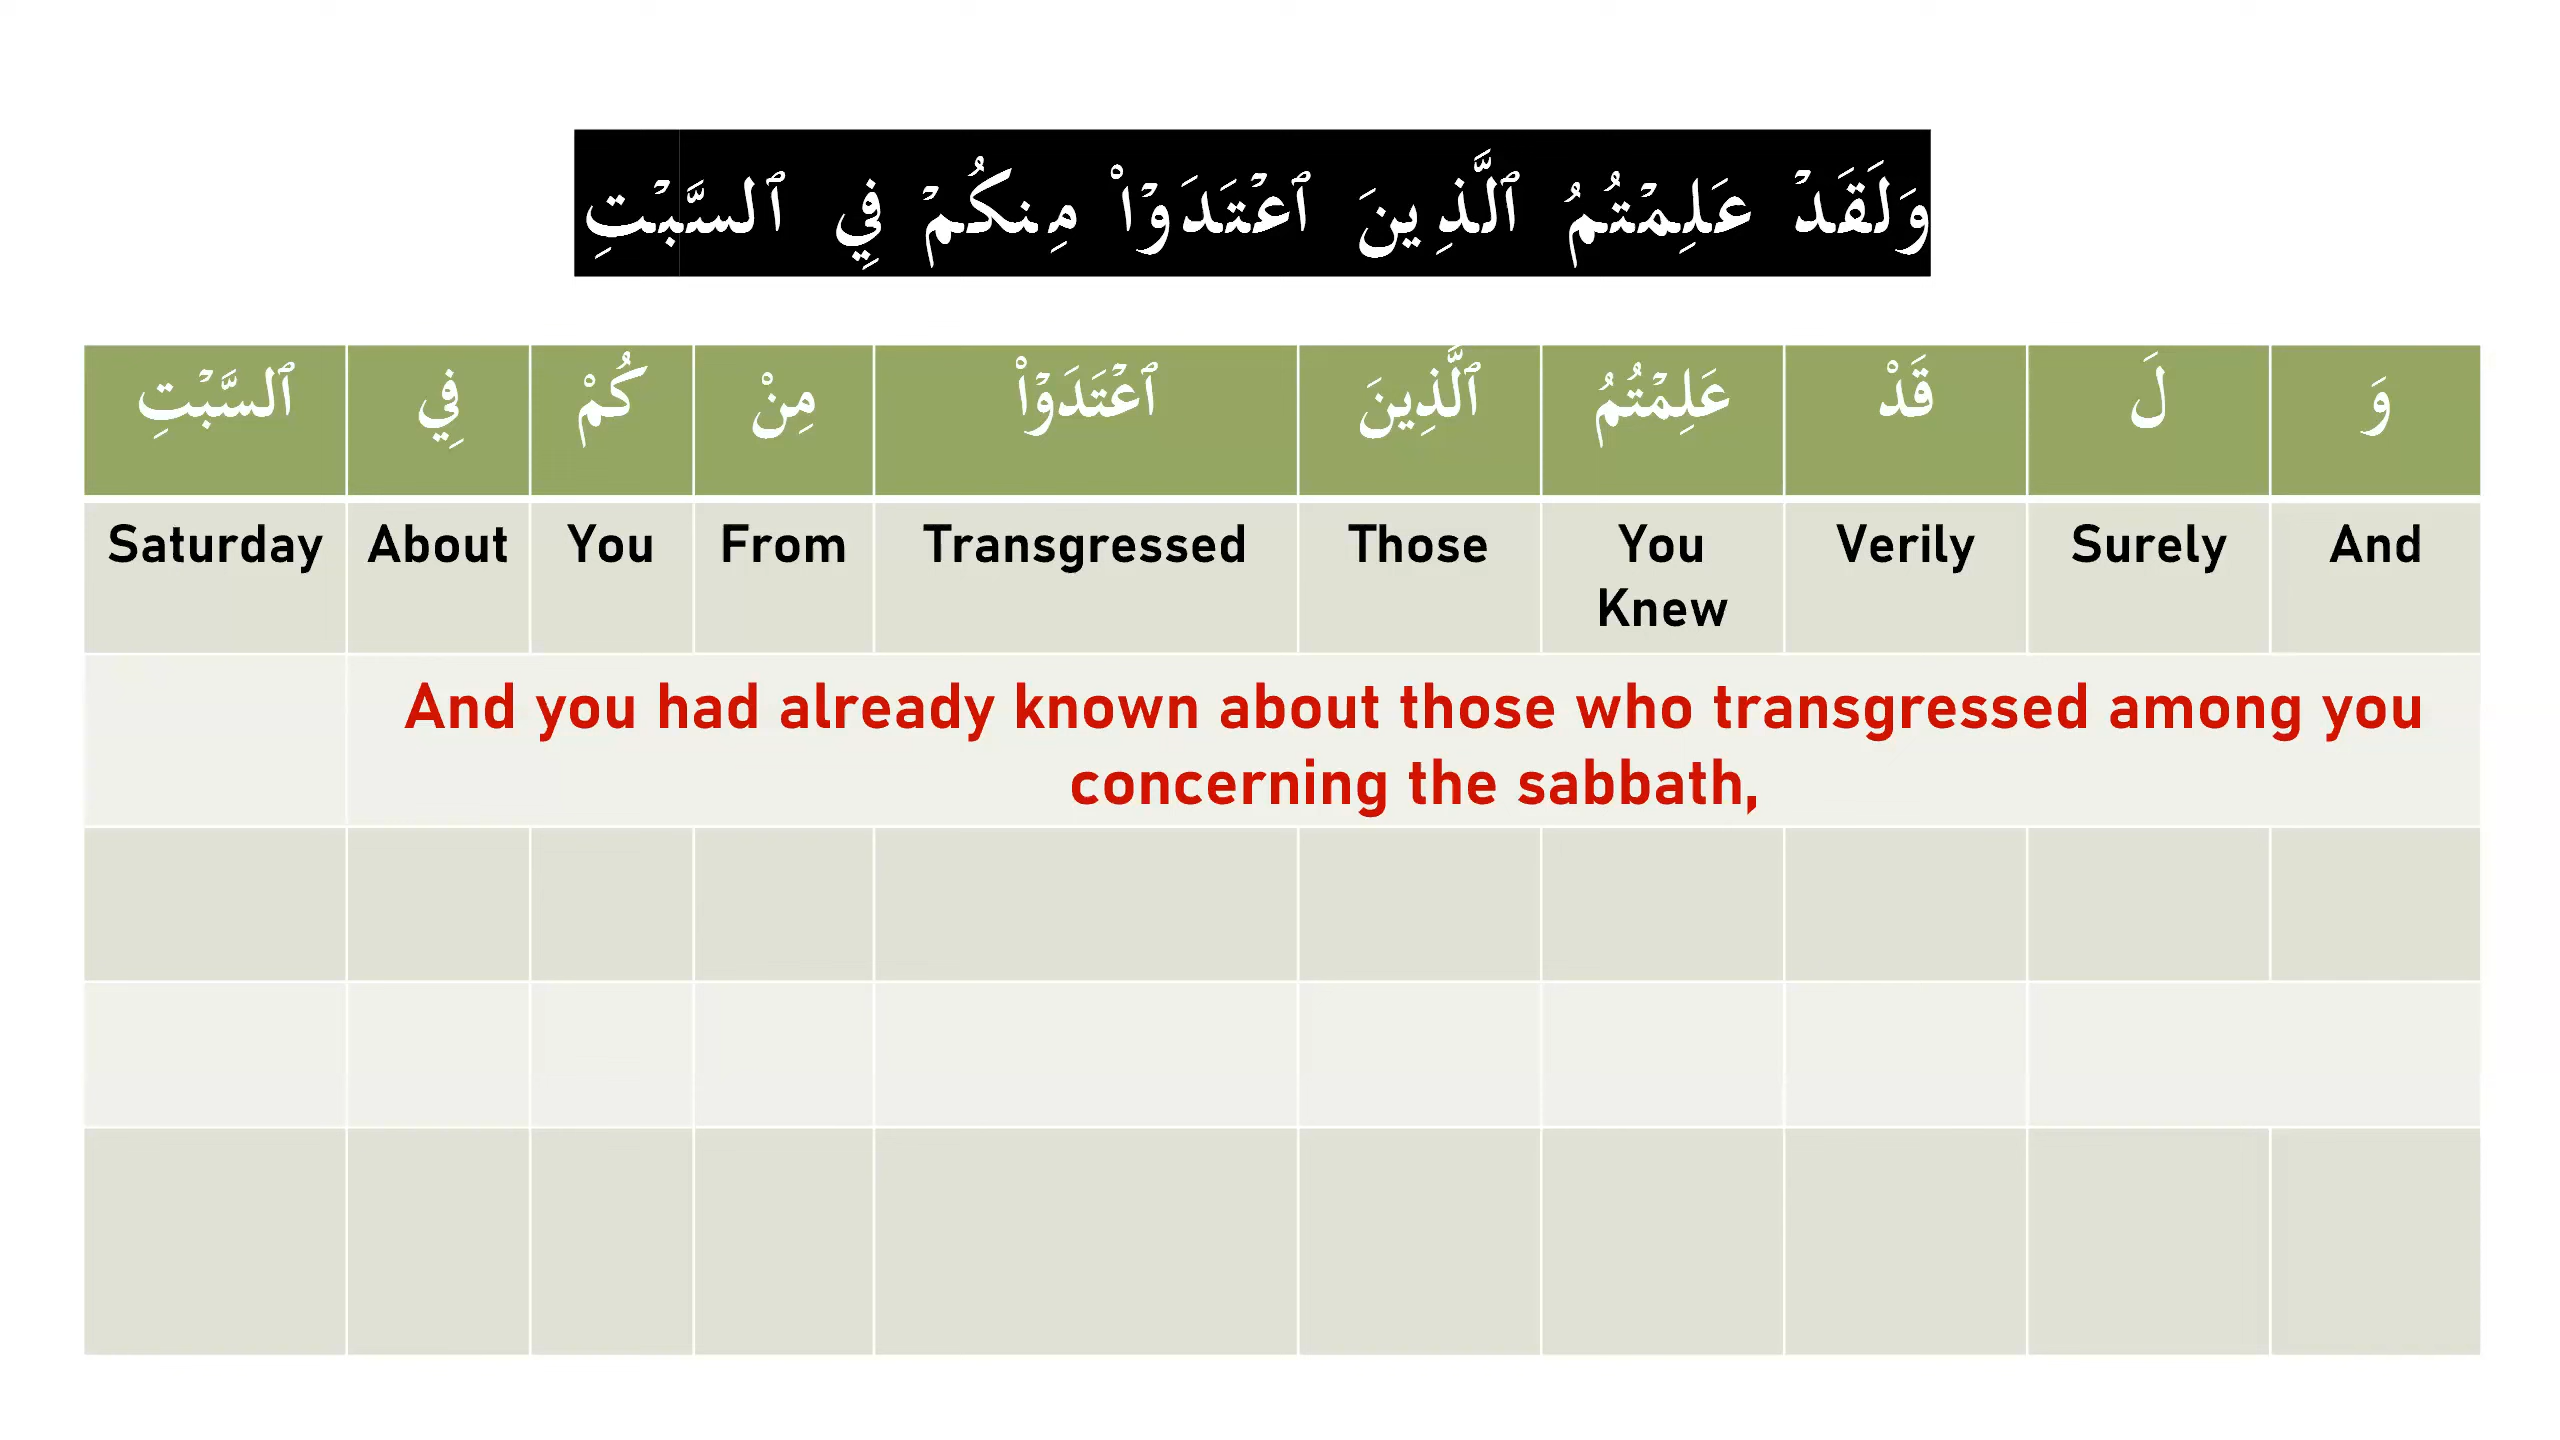 وَلَقَدۡ عَلِمۡتُمُ ٱلَّذِينَ ٱعۡتَدَوۡاْ مِنكُمۡ فِي ٱلسَّبۡتِ
وَ لَ قَدْ عَلِمۡتُمُ ٱلَّذِينَ ٱعۡتَدَوۡاْ مِنْ كُمْ فِي ٱلسَّبۡتِ
Saturday About You From Transgressed Those You Knew Verily Surely And
And you had already known about those who transgressed among you
concerning the sabbath,